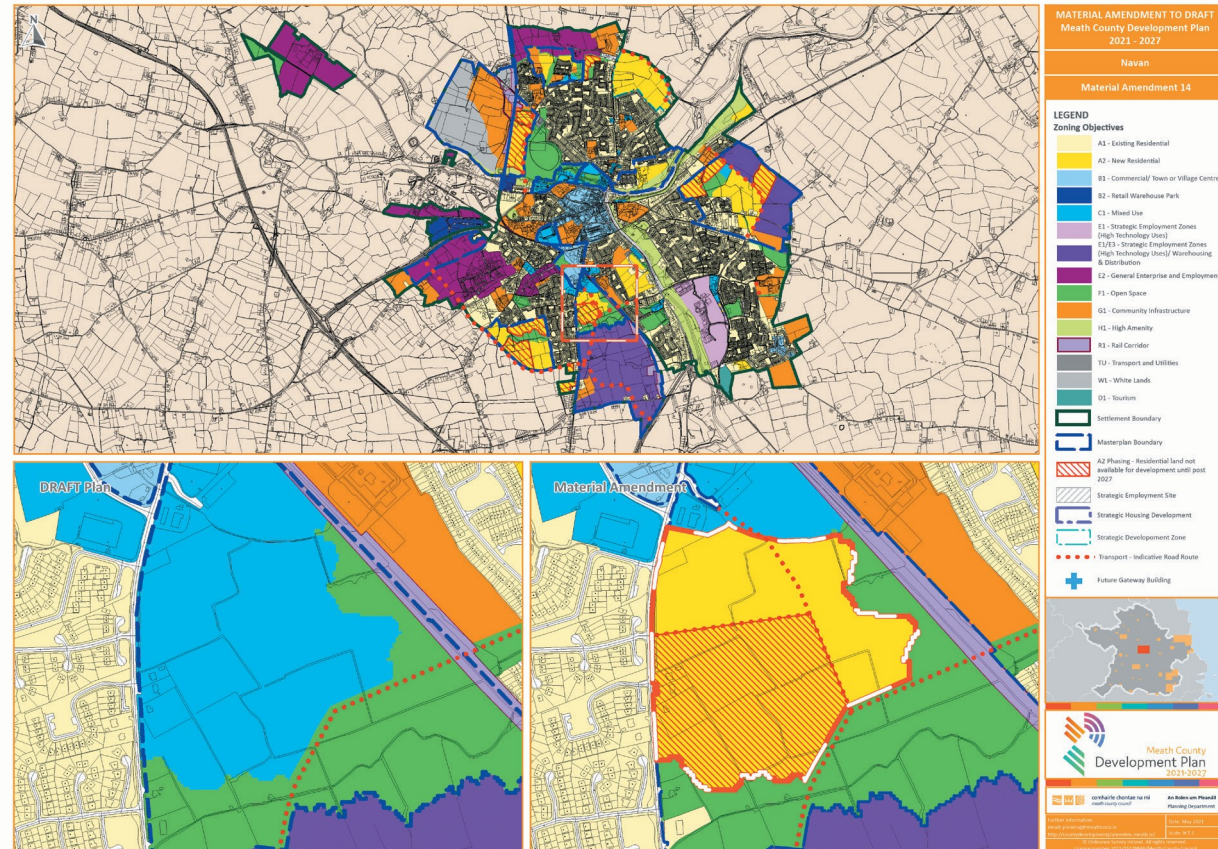 N
MATERIAL AMENDMENT TO DRAFT
Meath County Development Plan
2021 - 2027
Navan
Material Amendment 14
LEGEND
Zoning Objectives
A1 - Existing Residential
A2 - New Residential
B1 - Commercial/ Town or Village Centre
B2 - Retail Warehouse Park
C1 - Mixed Use
E1 - Strategic Employment Zones
(High Technology Uses)
E1/E3 - Strategic Employment Zones
(High Technology Uses)/ Warehousing
& Distribution
E2 - General Enterprise and Employment
F1 - Open Space
G1 - Community Infrastructure
H1 - High Amenity
R1 - Rail Corridor
TU - Transport and Utilities
WL - White Lands
D1 - Tourism
Settlement Boundary
Masterplan Boundary
A2 Phasing - Residential land not
available for development until post
2027
Strategic Employment Site
Strategic Housing Development
Strategic Development Zone
Transport - Indicative Road Route
Future Gateway Building
DRAFT Plan
Material Amendment
Meath County
Development Plan
2021-2027
comhairle chontae na mí
meath county council
Planning Department
Further information
Date: May 2021